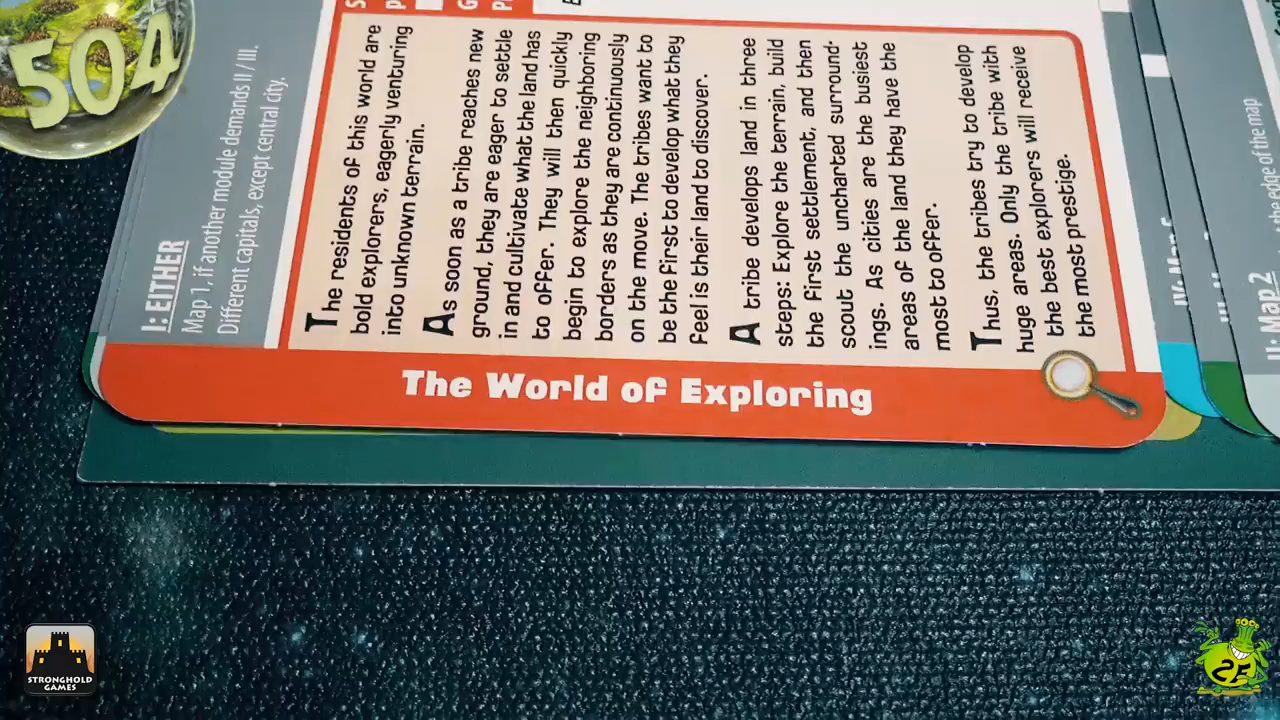 504
I: EITHER
Map 1, if another module demands II / III.
Different capitals, except central city.
The World of Exploring
The residents of this world are
bold explorers, eagerly venturing
into unknown terrain.
As soon as a tribe reaches new
ground, they are eager to settle
in and cultivate what the land has
to offer. They will then quickly
begin to explore the neighboring
borders as they are continuously
on the move. The tribes want to
be the first to develop what they
feel is their land to discover.
A tribe develops land in three
steps: Explore the terrain, build
the first settlement, and then
scout the uncharted surround-
ings. As cities are the busiest
areas of the land they have the
most to offer.
Thus, the tribes try to develop
huge areas. Only the tribe with
the best explorers will receive
the most prestige.
II: Map 2
the edge of the map
STRONGHOLD
GAMES
2F